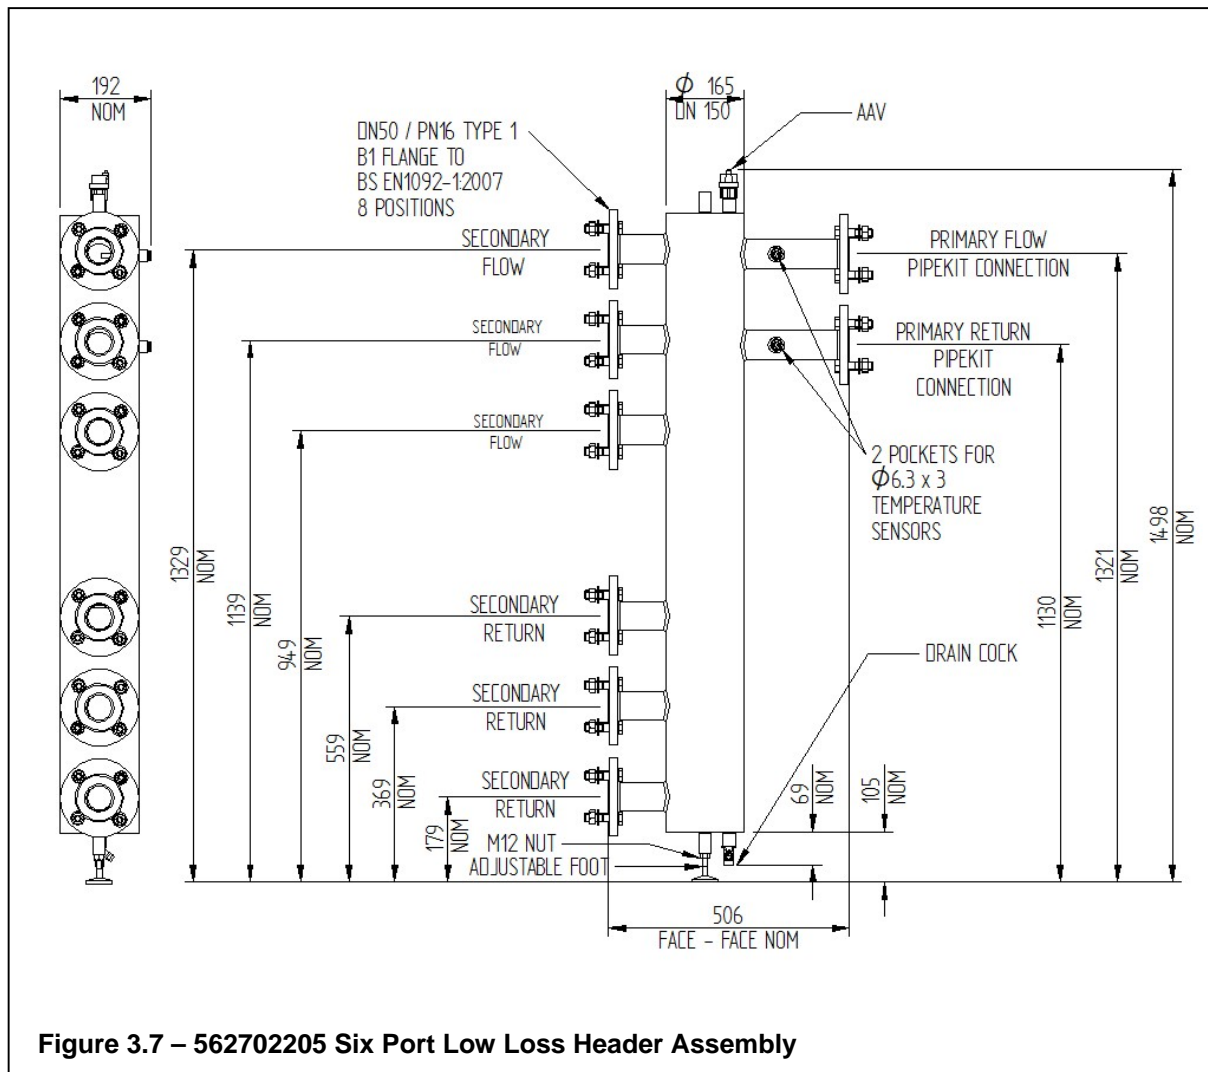 192
NOM
ϕ 165
DN 150
AAV
DN50 / PN16 TYPE 1
B1 FLANGE TO
BS EN1092-1:2007
8 POSITIONS
SECONDARY
FLOW
SECONDARY
FLOW
SECONDARY
FLOW
PRIMARY FLOW
PIPEKIT CONNECTION
PRIMARY RETURN
PIPEKIT
CONNECTION
2 POCKETS FOR
ϕ6.3 x 3
TEMPERATURE
SENSORS
1329
NOM
1139
NOM
949
NOM
559
NOM
369
NOM
179
NOM
SECONDARY
RETURN
SECONDARY
RETURN
SECONDARY
RETURN
M12 NUT
ADJUSTABLE FOOT
DRAIN COCK
69
NOM
105
NOM
1130
NOM
1321
NOM
1498
NOM
506
FACE - FACE NOM
Figure 3.7 – 562702205 Six Port Low Loss Header Assembly